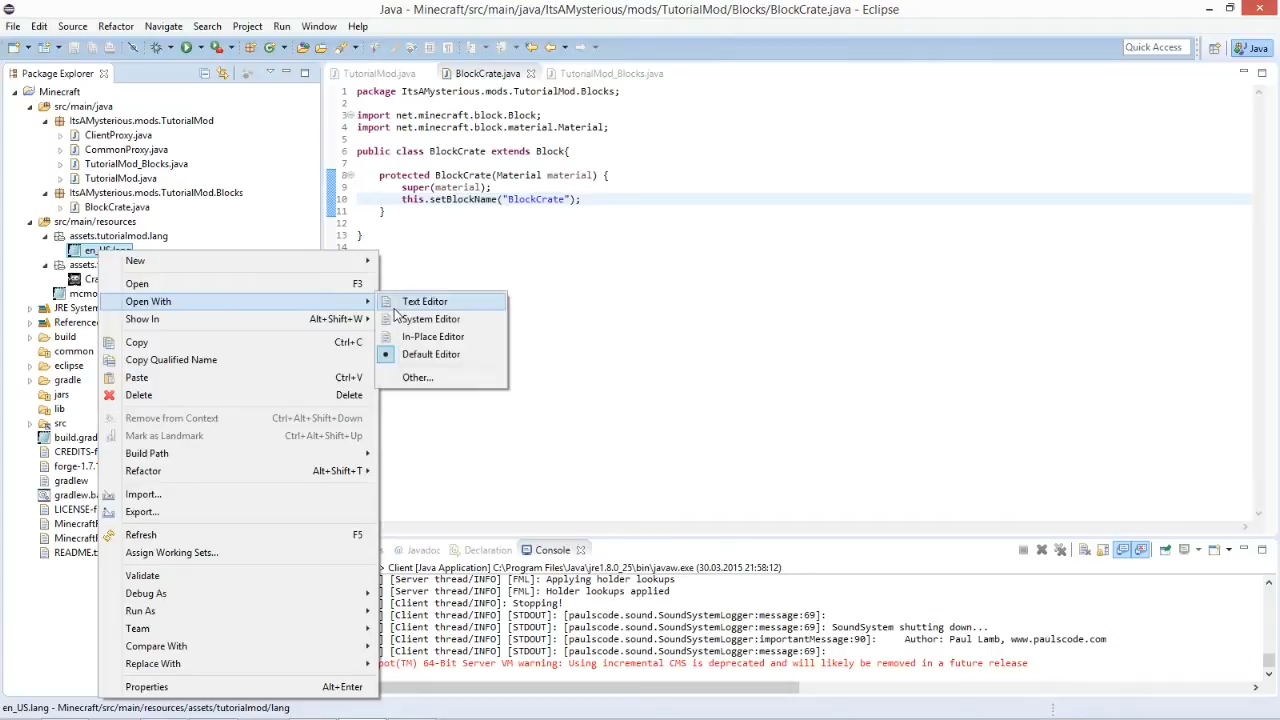 Java - Minecraft/src/main/java/ItsAMysterious/mods/TutorialMod/Blocks/BlockCrate.java - Eclipse
File Edit Source Refactor Navigate Search Project Run Window Help
Quick Access Java
Package Explorer TutorialMod.java BlockCrate.java TutorialMod_Blocks.java
Minecraft
src/main/java
ItsAMysterious.mods.TutorialMod
ClientProxy.java
CommonProxy.java
TutorialMod_Blocks.java
TutorialMod.java
ItsAMysterious.mods.TutorialMod.Blocks
BlockCrate.java
src/main/resources
assets.tutorialmod.lang
en_US.lang
assets.
Cra
mcmo
JRE System
Reference
build
common
eclipse
gradle
jars
lib
src
build.grad
CREDITS-f
forge-1.7.1
gradlew
gradlew.ba
LICENSE-f
MinecraftF
Minecraft
README.t
1 package ItsAMysterious.mods.TutorialMod.Blocks;
2
3 import net.minecraft.block.Block;
4 import net.minecraft.block.material.Material;
5
6 public class BlockCrate extends Block{
7
8 protected BlockCrate(Material material) {
9 super(material);
10 this.setBlockName("BlockCrate");
11 }
12
13 }
14
New
Open F3
Open With
Show In Alt+Shift+W
Copy Ctrl+C
Copy Qualified Name
Paste Ctrl+V
Delete Delete
Remove from Context Ctrl+Alt+Shift+Down
Mark as Landmark Ctrl+Alt+Shift+Up
Build Path
Refactor Alt+Shift+T
Import...
Export...
Refresh F5
Assign Working Sets...
Validate
Debug As
Run As
Team
Compare With
Replace With
Properties Alt+Enter
Text Editor
System Editor
In-Place Editor
Default Editor
Other...
Javadoc Declaration Console
Client [Java Application] C:\Program Files\Java\jre1.8.0_25\bin\javaw.exe (30.03.2015 21:58:12)
] [Server thread/INFO] [FML]: Applying holder lookups
] [Server thread/INFO] [FML]: Holder lookups applied
] [Client thread/INFO]: Stopping!
] [Client thread/INFO] [STDOUT]: [paulscode.sound.SoundSystemLogger:message:69]:
] [Client thread/INFO] [STDOUT]: [paulscode.sound.SoundSystemLogger:message:69]: SoundSystem shutting down...
] [Client thread/INFO] [STDOUT]: [paulscode.sound.SoundSystemLogger:importantMessage:90]: Author: Paul Lamb, www.paulscode.com
] [Client thread/INFO] [STDOUT]: [paulscode.sound.SoundSystemLogger:message:69]:
pot(TM) 64-Bit Server VM warning: Using incremental CMS is deprecated and will likely be removed in a future release
en_US.lang - Minecraft/src/main/resources/assets/tutorialmod/lang